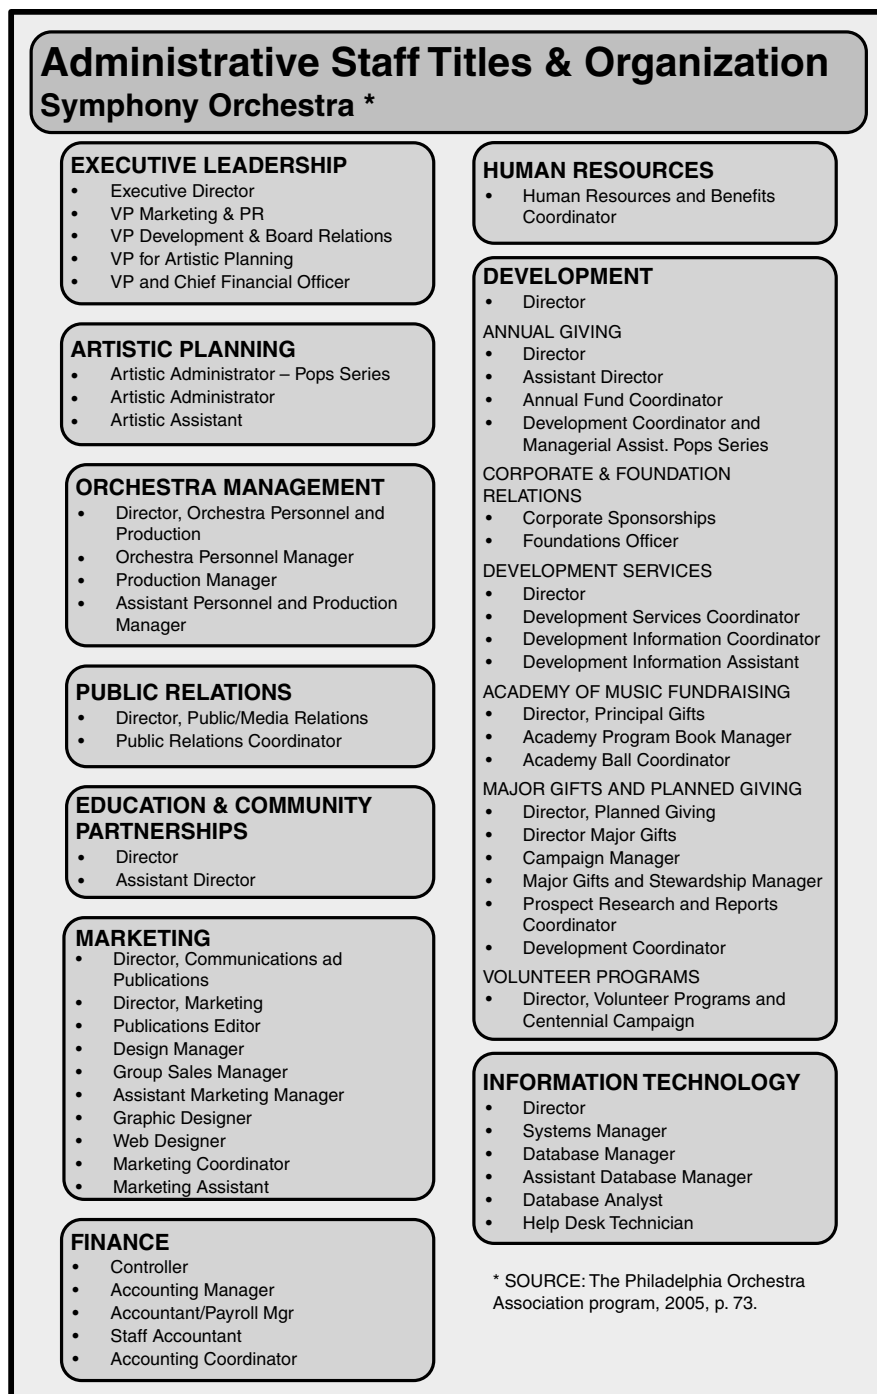 Administrative Staff Titles & Organization
Symphony Orchestra *
EXECUTIVE LEADERSHIP
• Executive Director
• VP Marketing & PR
• VP Development & Board Relations
• VP for Artistic Planning
• VP and Chief Financial Officer
ARTISTIC PLANNING
• Artistic Administrator – Pops Series
• Artistic Administrator
• Artistic Assistant
ORCHESTRA MANAGEMENT
• Director, Orchestra Personnel and
Production
• Orchestra Personnel Manager
• Production Manager
• Assistant Personnel and Production
Manager
PUBLIC RELATIONS
• Director, Public/Media Relations
• Public Relations Coordinator
EDUCATION & COMMUNITY
PARTNERSHIPS
• Director
• Assistant Director
MARKETING
• Director, Communications ad
Publications
• Director, Marketing
• Publications Editor
• Design Manager
• Group Sales Manager
• Assistant Marketing Manager
• Graphic Designer
• Web Designer
• Marketing Coordinator
• Marketing Assistant
FINANCE
• Controller
• Accounting Manager
• Accountant/Payroll Mgr
• Staff Accountant
• Accounting Coordinator
HUMAN RESOURCES
• Human Resources and Benefits
Coordinator
DEVELOPMENT
• Director
ANNUAL GIVING
• Director
• Assistant Director
• Annual Fund Coordinator
• Development Coordinator and
Managerial Assist. Pops Series
CORPORATE & FOUNDATION
RELATIONS
• Corporate Sponsorships
• Foundations Officer
DEVELOPMENT SERVICES
• Director
• Development Services Coordinator
• Development Information Coordinator
• Development Information Assistant
ACADEMY OF MUSIC FUNDRAISING
• Director, Principal Gifts
• Academy Program Book Manager
• Academy Ball Coordinator
MAJOR GIFTS AND PLANNED GIVING
• Director, Planned Giving
• Director Major Gifts
• Campaign Manager
• Major Gifts and Stewardship Manager
• Prospect Research and Reports
Coordinator
• Development Coordinator
VOLUNTEER PROGRAMS
• Director, Volunteer Programs and
Centennial Campaign
INFORMATION TECHNOLOGY
• Director
• Systems Manager
• Database Manager
• Assistant Database Manager
• Database Analyst
• Help Desk Technician
* SOURCE: The Philadelphia Orchestra
Association program, 2005, p. 73.